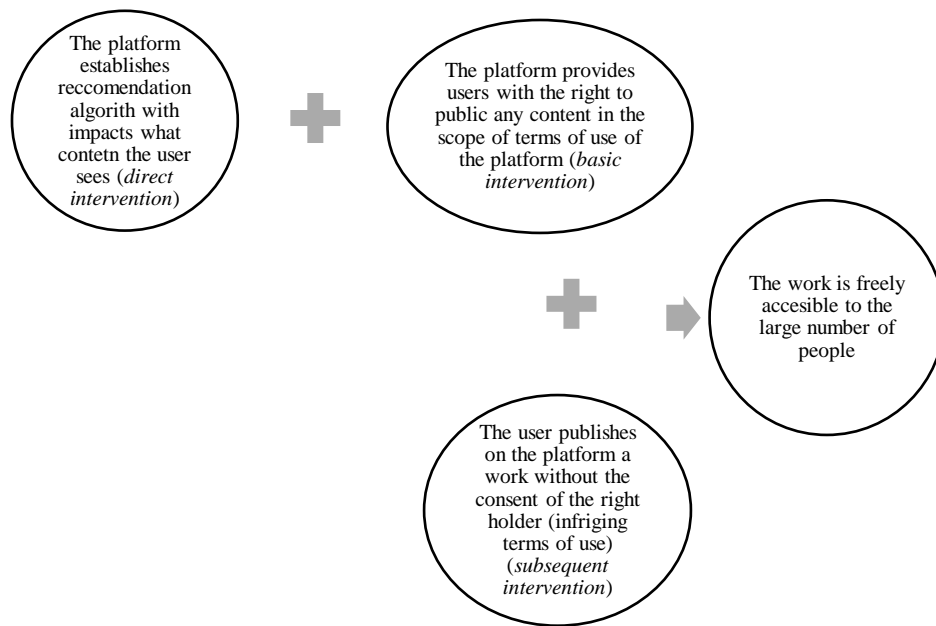 The platform
establishes
reccomendation
algorith with
impacts what
contetn the user
sees (direct
intervention)
The platform provides
users with the right to
public any content in the
scope of terms of use of
the platform (basic
intervention)
The work is freely
accesible to the
large number of
people
The user publishes
on the platform a
work without the
consent of the right
holder (infriging
terms of use)
(subsequent
intervention)